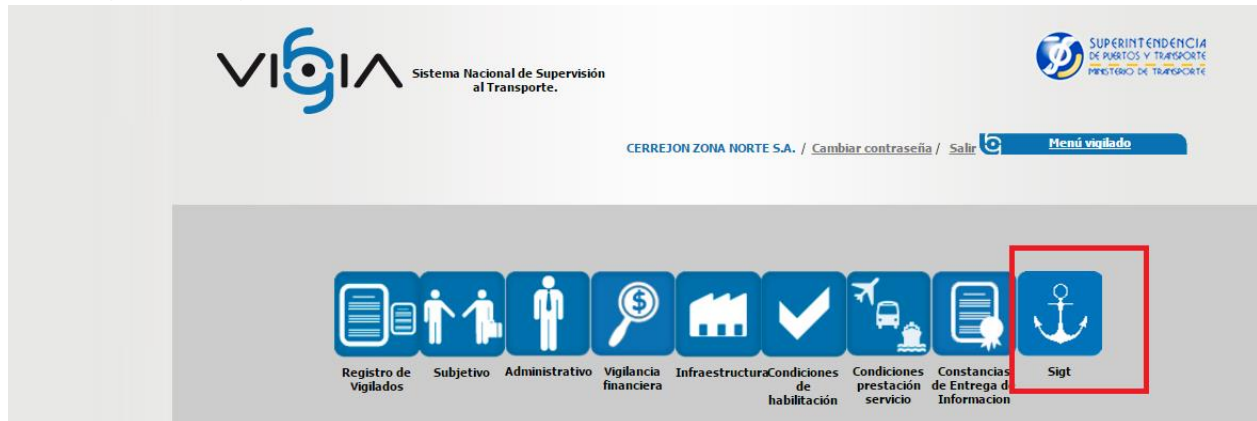 VIGIA
Sistema Nacional de Supervisión
al Transporte.
SUPERINTENDENCIA
DE PUERTOS Y TRANSPORTE
MINISTERIO DE TRANSPORTE
CERREJON ZONA NORTE S.A. / Cambiar contraseña / Salir
Menú vigilado
Registro de
Vigilados
Subjetivo
Administrativo
Vigilancia
financiera
Infraestructura
Condiciones
de
habilitación
Condiciones
prestación
servicio
Constancias
de Entrega de
Informacion
Sigt